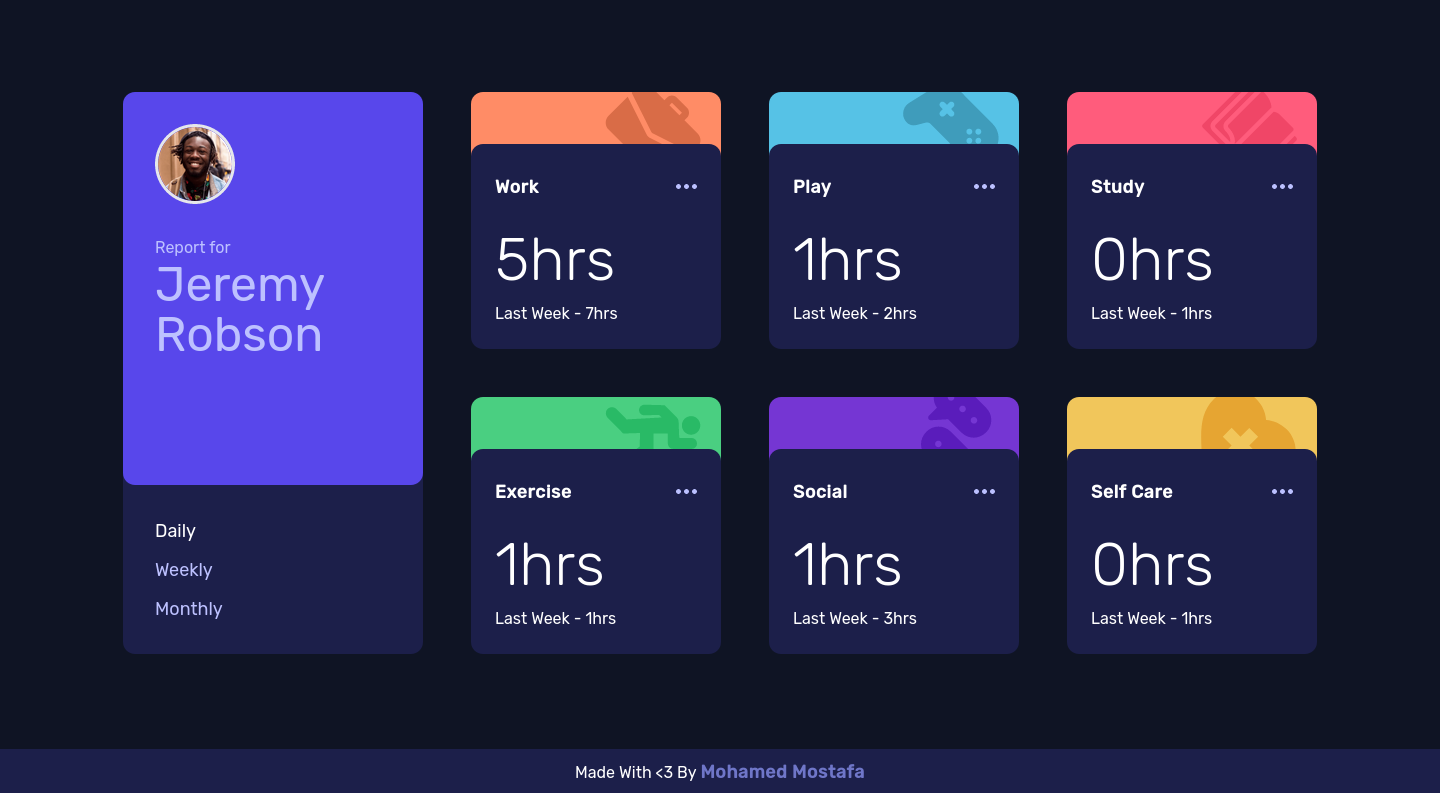 Report for
Jeremy
Robson
Daily
Weekly
Monthly
Work
5hrs
Last Week - 7hrs
Play
1hrs
Last Week - 2hrs
Study
0hrs
Last Week - 1hrs
Exercise
1hrs
Last Week - 1hrs
Social
1hrs
Last Week - 3hrs
Self Care
0hrs
Last Week - 1hrs
Made With <3 By Mohamed Mostafa